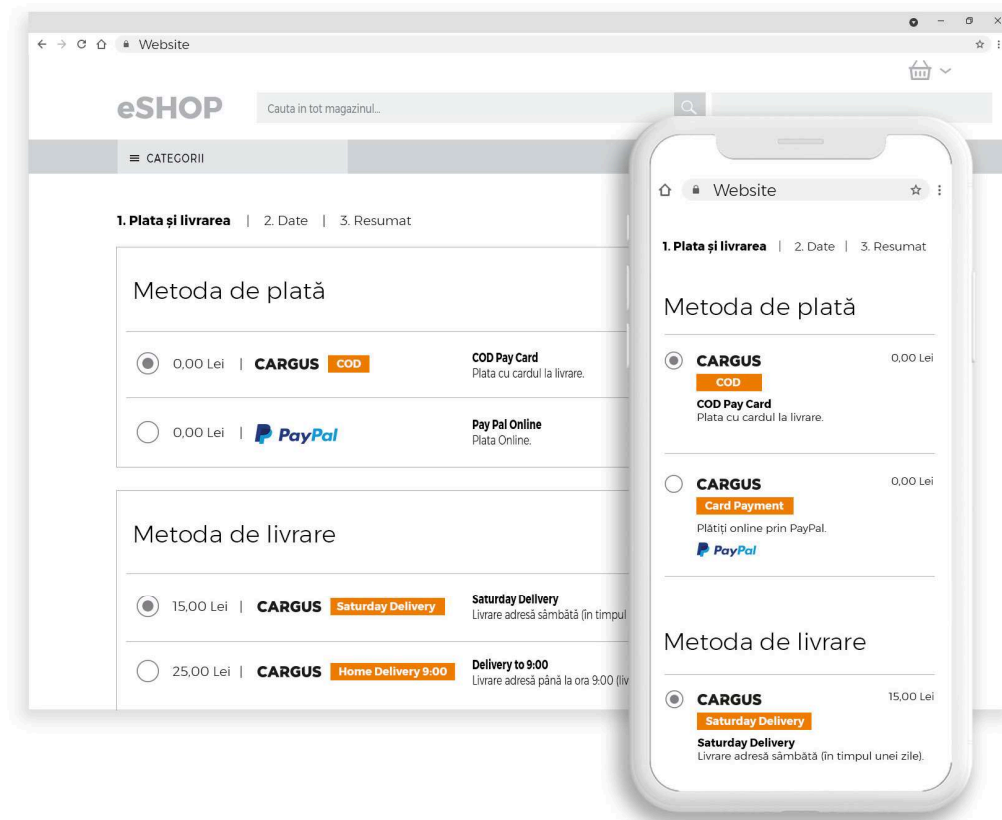 Website
eSHOP
Cauta in tot magazinul...
≡ CATEGORII
1. Plata și livrarea | 2. Date | 3. Resumat
Metoda de plată
0,00 Lei | CARGUS COD
COD Pay Card
Plata cu cardul la livrare.
0,00 Lei | PayPal
Pay Pal Online
Plata Online.
Metoda de livrare
15,00 Lei | CARGUS Saturday Delivery
Saturday Delivery
Livrare adresă sâmbătă (în timpul
25,00 Lei | CARGUS Home Delivery 9:00
Delivery to 9:00
Livrare adresă până la ora 9:00 (liv
Website
1. Plata și livrarea | 2. Date | 3. Resumat
Metoda de plată
CARGUS 0,00 Lei
COD
COD Pay Card
Plata cu cardul la livrare.
CARGUS 0,00 Lei
Card Payment
Plătiți online prin PayPal.
PayPal
Metoda de livrare
CARGUS 15,00 Lei
Saturday Delivery
Saturday Delivery
Livrare adresă sâmbătă (în timpul unei zile).